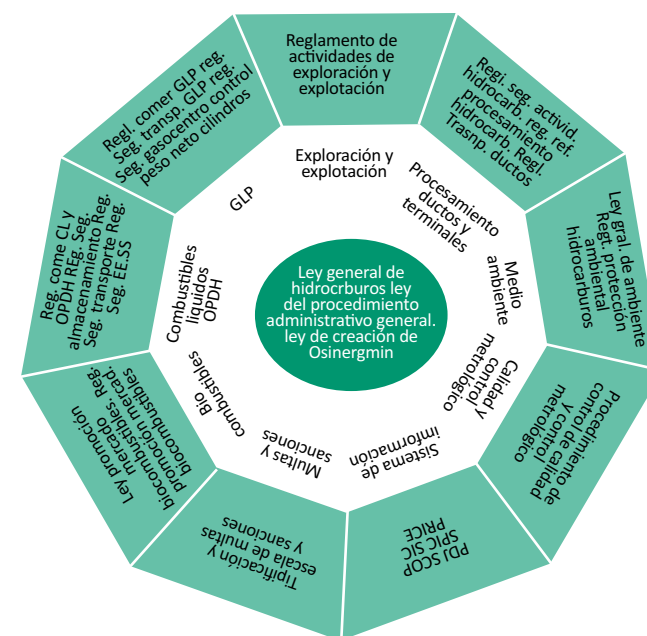 Reglamento de
actividades de
exploración y
explotación
Regi. seg. activid.
hidrocarb. reg. ref.
procesamiento
hidrocarb. Regl.
Trasnp. ductos
Ley gral. de ambiente
Regt. protección
ambiental
hidrocarburos
Procedimiento de
control de calidad
y control
metrológico
PDJ SCOP
SPIC SIC
PRICE
Tipificación y
escala de multas
y sanciones
Ley promoción
mercado. Reg.
biocombustibles
promoción mercad.
biocombustibles
Reg. come CL y
OPDH REg. Seg.
almacenamiento Reg.
Seg. transporte Reg.
Seg. EE.SS
Regl. comer GLP reg.
Seg. transp. GLP reg.
Seg. gasocentro control
peso neto cilindros
Exploración y
explotación
Procesamiento
ductos y
terminales
Medio
ambiente
Calidad y
control
metrológico
Sistema de
imformación
Multas y
sanciones
Bio
combustibles
Combustibles
líquidos
OPDH
GLP
Ley general de
hidrocrburos ley
del procedimiento
administrativo general.
ley de creación de
Osinergmin